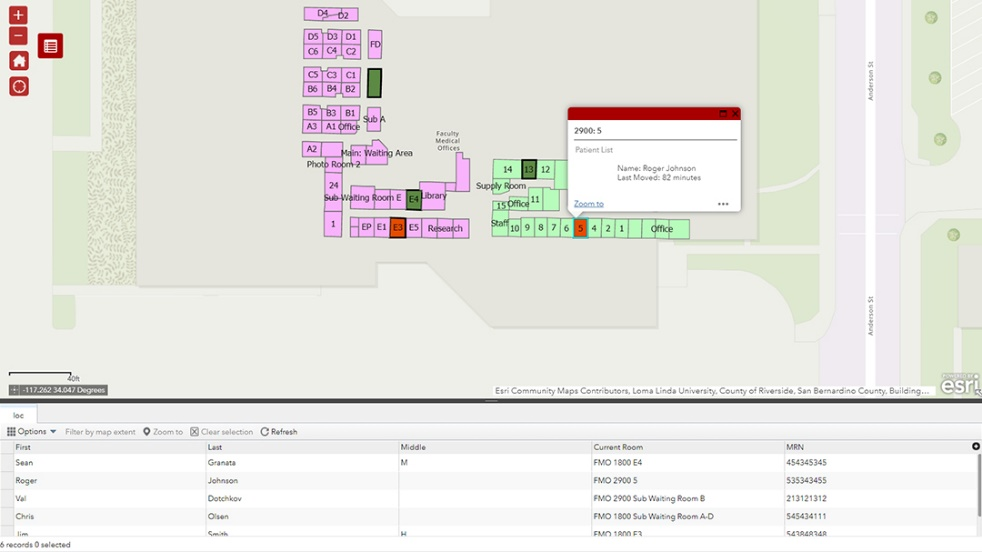 D4 D2
D5 D3 D1
C6 C4 C2
FD
C5 C3 C1
B6 B4 B2
B5 B3 B1
A3 A1 Office
Sub A
A2
Main: Waiting Area
Photo Room 2
Faculty
Medical
Offices
24
Sub Waiting Room E
E4
Library
1
EP E1 E3 E5 Research
14 13 12
Supply Room
15 Office 11
Staff
10 9 8 7 6 5 4 2 1 Office
2900: 5
Patient List
Name: Roger Johnson
Last Moved: 82 minutes
Zoom to
Anderson St
Anderson St
40ft
-117.262 34.047 Degrees
Esri Community Maps Contributors, Loma Linda University, County of Riverside, San Bernardino County, Building...
POWERED BY
esri
loc
Options Filter by map extent Zoom to Clear selection Refresh
First Last Middle Current Room MRN
Sean Granata M FMO 1800 E4 454345345
Roger Johnson FMO 2900 5 535343455
Val Dotchkov FMO 2900 Sub Waiting Room B 213121312
Chris Olsen FMO 1800 Sub Waiting Room A-D 545434111
Jim Smith H FMO 1800 E3 543848348
6 records 0 selected